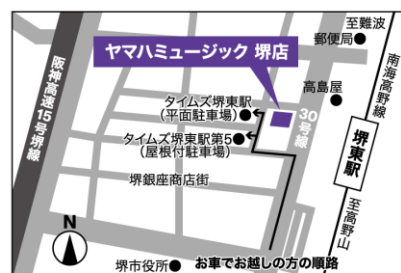 至難波
郵便局
ヤマハミュージック 堺店
南海高野線
阪神高速15号堺線
高島屋
タイムズ堺東駅
(平面駐車場)
30号線
タイムズ堺東駅第5
(屋根付駐車場)
堺東駅
堺銀座商店街
至高野山
N
堺市役所
お車でお越しの方の順路